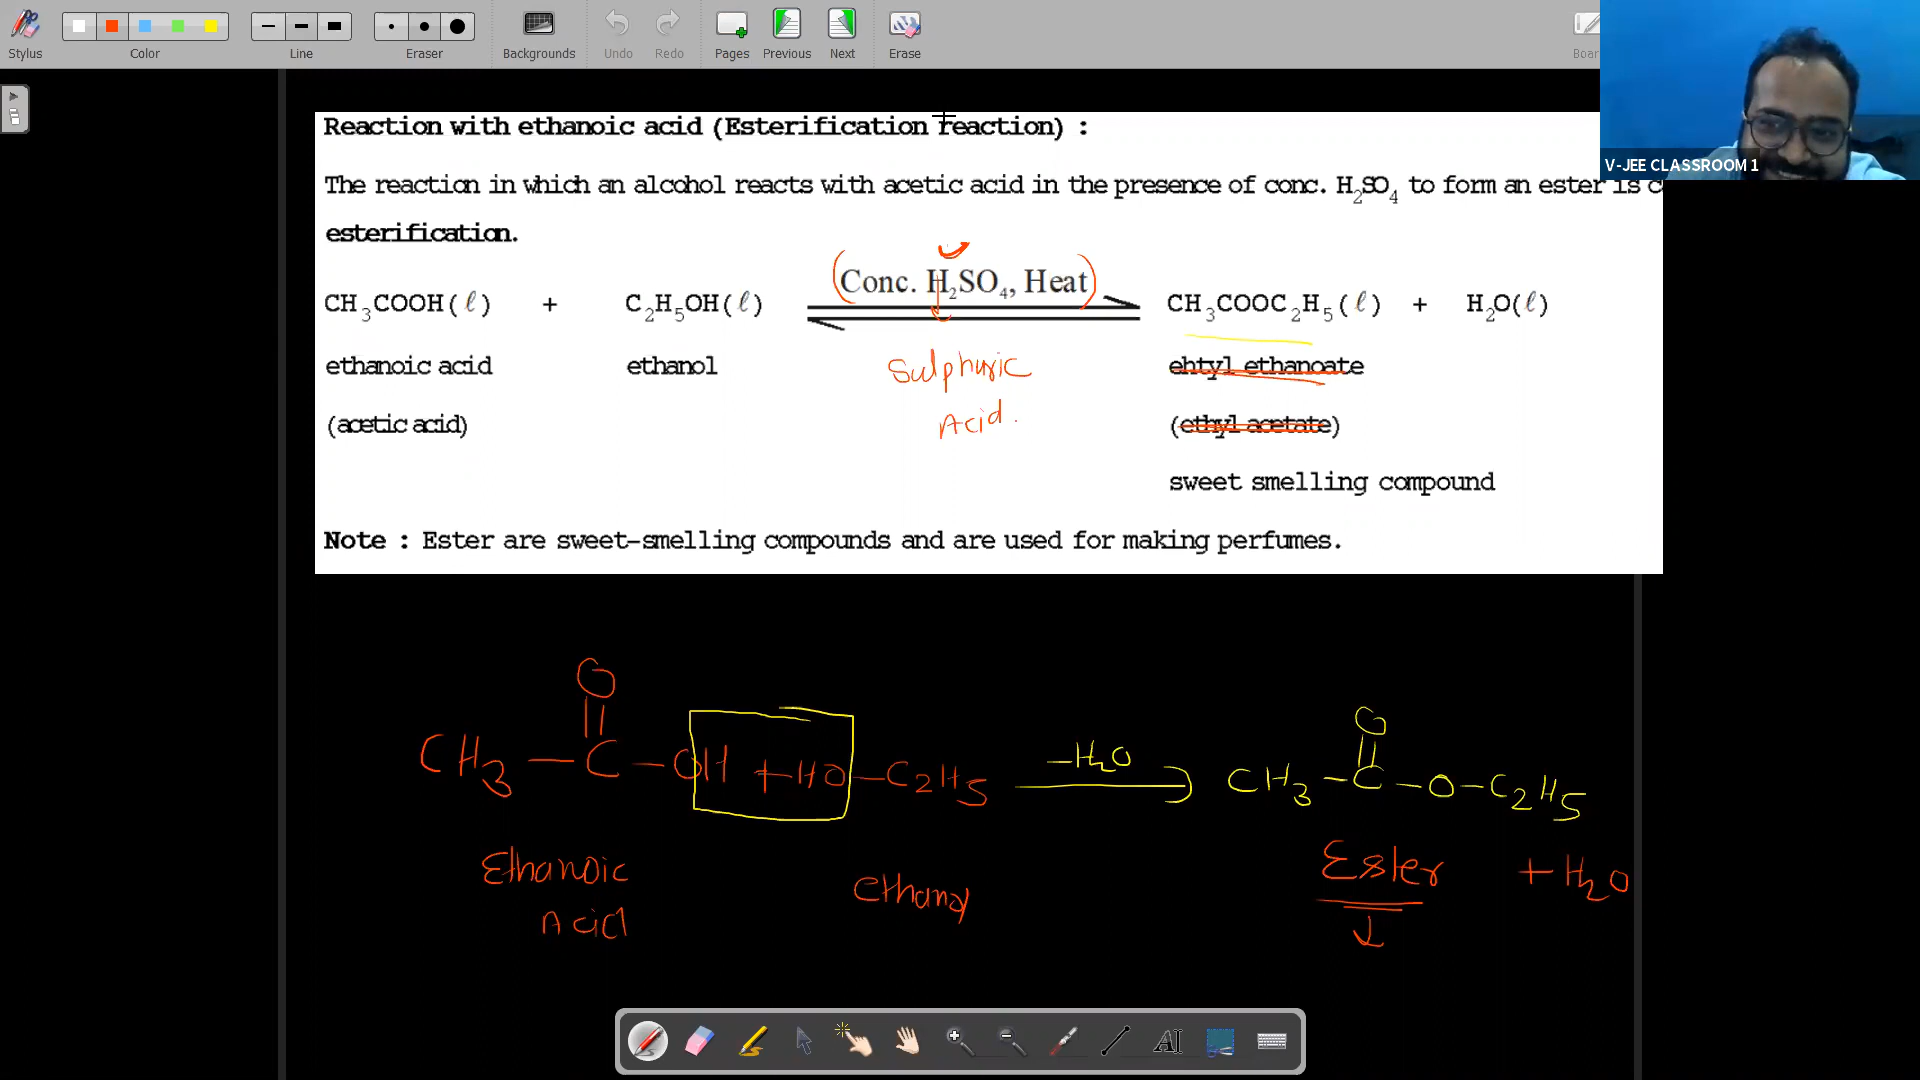 Stylus Color Line Eraser Backgrounds Undo Redo Pages Previous Next Erase
V-JEE CLASSROOM 1
Reaction with ethanoic acid (Esterification reaction) :
The reaction in which an alcohol reacts with acetic acid in the presence of conc. H₂SO₄ to form an ester is
esterification.
Conc. H₂SO₄, Heat
CH₃COOH(ℓ) + C₂H₅OH(ℓ) CH₃COOC₂H₅(ℓ) + H₂O(ℓ)
ethanoic acid ethanol Sulphuric ehtyl ethanoate
(acetic acid) Acid. (ethyl acetate)
sweet smelling compound
Note : Ester are sweet-smelling compounds and are used for making perfumes.
O O
CH₃ — C — OH + HO — C₂H₅ -H₂O CH₃ - C - O - C₂H₅
Ethanoic Ester + H₂O
Acid